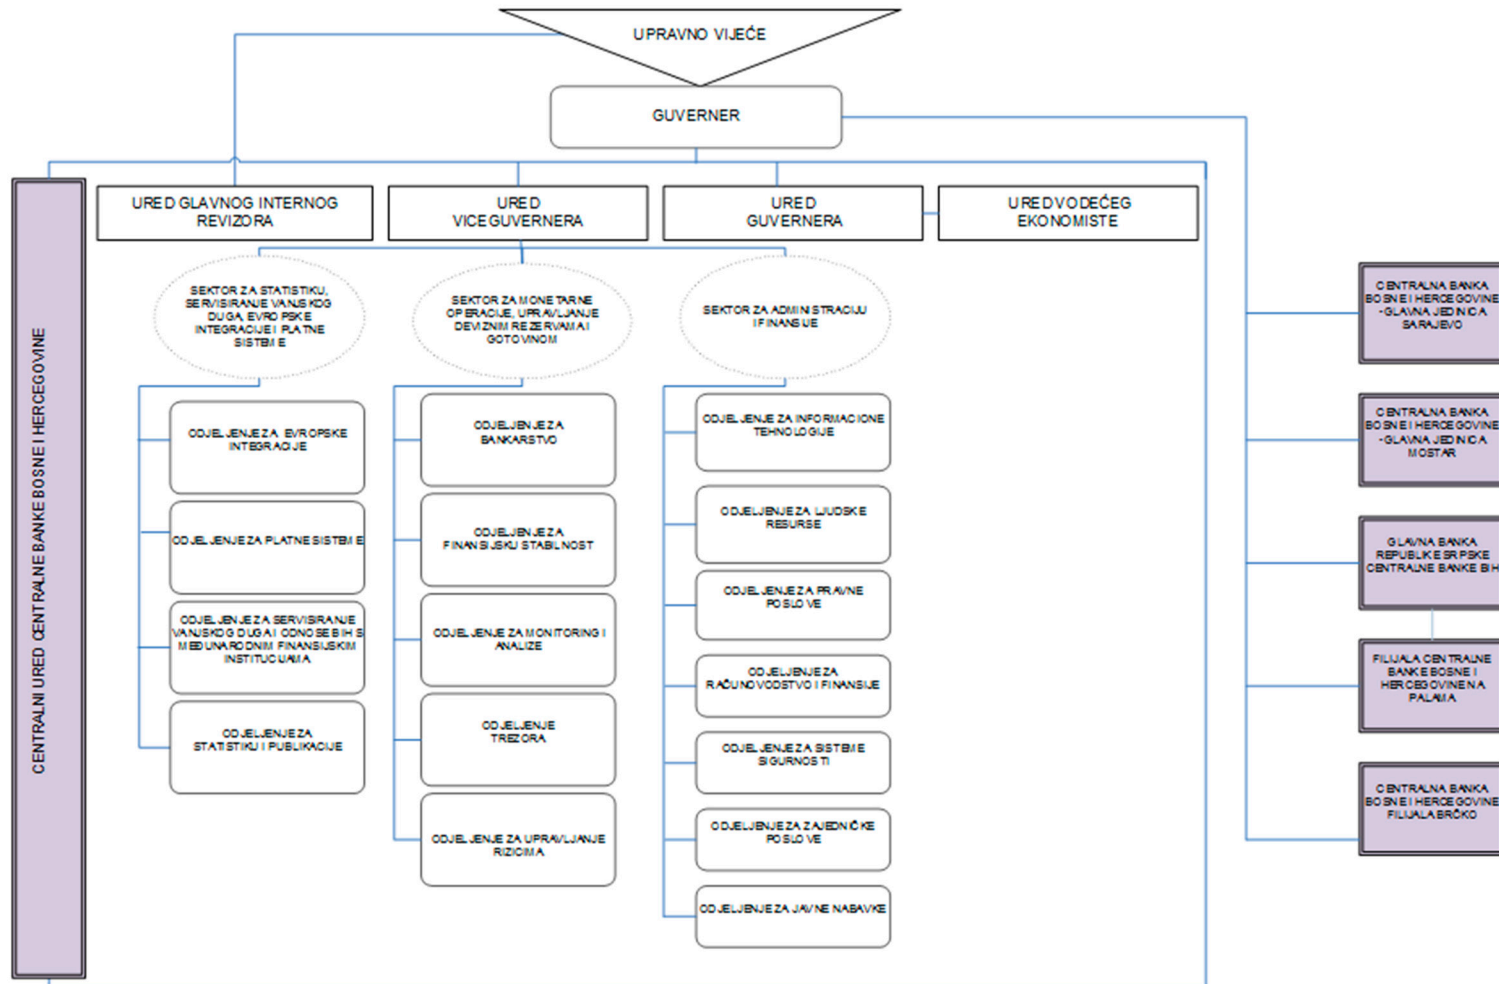 UPRAVNO VIJEĆE
GUVERNER
URED GLAVNOG INTERNOG
REVIZORA
URED
VICEGUVERNERA
URED
GUVERNERA
URED VODEĆEG
EKONOMISTE
CENTRALNI URED CENTRALNE BANKE BOSNE I HERCEGOVINE
SEKTOR ZA STATISTIKU,
SERVISIRANJE VANJSKOG
DUGA, EVROPSKE
INTEGRACIJE I PLATNE
SISTEME
SEKTOR ZA MONETARNE
OPERACIJE, UPRAVLJANJE
DEVIZNIM REZERVAMA I
GOTOVINOM
SEKTOR ZA ADMINISTRACIJU
I FINANSIJE
ODJELJENJE ZA EVROPSKE
INTEGRACIJE
ODJELJENJE ZA PLATNE SISTEME
ODJELJENJE ZA SERVISIRANJE
VANJSKOG DUGA I ODNOSE BIH S
MEĐUNARODNIM FINANSIJSKIM
INSTITUCIJAMA
ODJELJENJE ZA
STATISTIKU I PUBLIKACIJE
ODJELJENJE ZA
BANKARSTVO
ODJELJENJE ZA
FINANSIJSKU STABILNOST
ODJELJENJE ZA MONITORING I
ANALIZE
ODJELJENJE
TREZORA
ODJELJENJE ZA UPRAVLJANJE
RIZICIMA
ODJELJENJE ZA INFORMACIONE
TEHNOLOGIJE
ODJELJENJE ZA LJUDSKE
RESURSE
ODJELJENJE ZA PRAVNE
POSLOVE
ODJELJENJE ZA
RAČUNOVODSTVO I FINANSIJE
ODJELJENJE ZA SISTEME
SIGURNOSTI
ODJELJENJE ZA ZAJEDNIČKE
POSLOVE
ODJELJENJE ZA JAVNE NABAVKE
CENTRALNA BANKA
BOSNE I HERCEGOVINE
-GLAVNA JEDINICA
SARAJEVO
CENTRALNA BANKA
BOSNE I HERCEGOVINE
-GLAVNA JEDINICA
MOSTAR
GLAVNA BANKA
REPUBLIKE SRPSKE
CENTRALNE BANKE BIH
FILIJALA CENTRALNE
BANKE BOSNE I
HERCEGOVINE NA
PALAMA
CENTRALNA BANKA
BOSNE I HERCEGOVINE
FILIJALA BRČKO